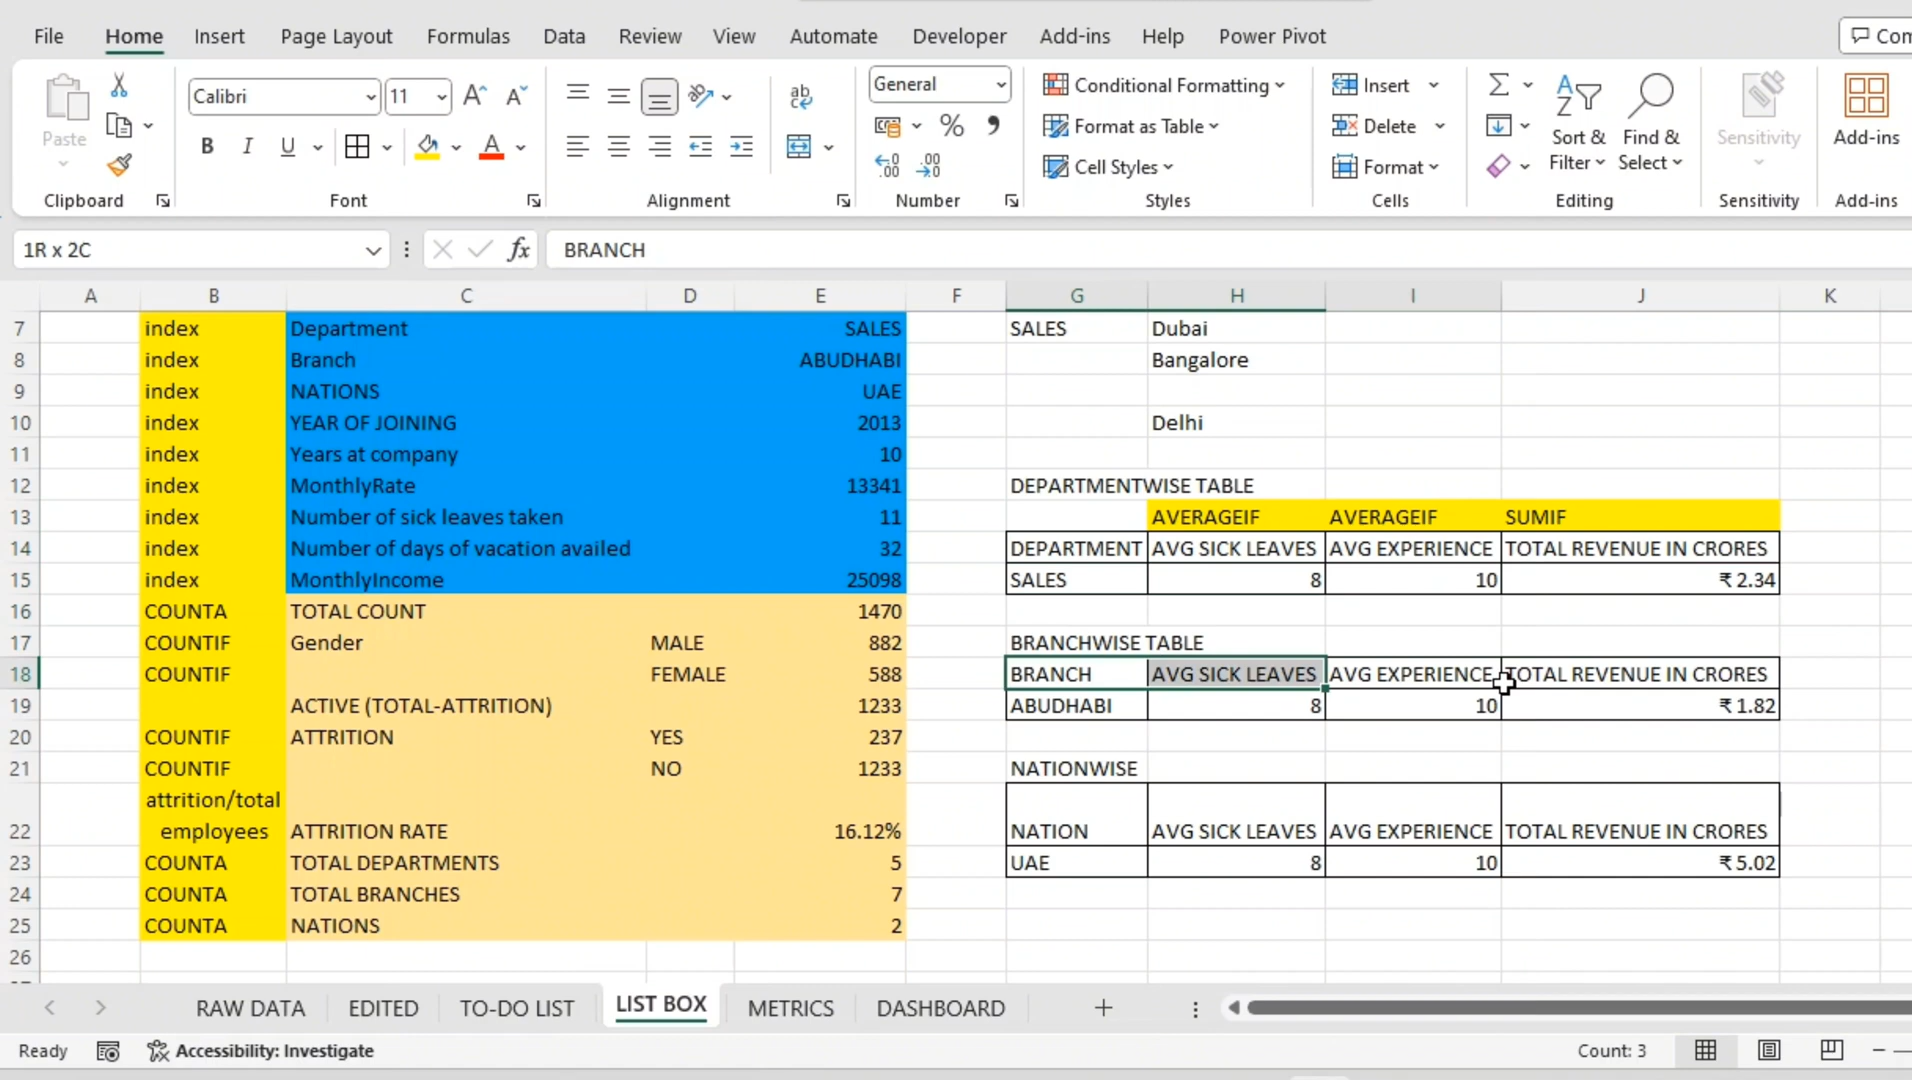 File Home Insert Page Layout Formulas Data Review View Automate Developer Add-ins Help Power Pivot Com
Calibri 11 General Conditional Formatting Insert
Paste B I U Format as Table Delete Sort & Filter Find & Select Sensitivity Add-ins
Cell Styles Format
Clipboard Font Alignment Number Styles Cells Editing Sensitivity Add-ins
1R x 2C fx BRANCH
A B C D E F G H I J K
7 index Department SALES SALES Dubai
8 index Branch ABUDHABI Bangalore
9 index NATIONS UAE
10 index YEAR OF JOINING 2013 Delhi
11 index Years at company 10
12 index MonthlyRate 13341 DEPARTMENTWISE TABLE
13 index Number of sick leaves taken 11 AVERAGEIF AVERAGEIF SUMIF
14 index Number of days of vacation availed 32 DEPARTMENT AVG SICK LEAVES AVG EXPERIENCE TOTAL REVENUE IN CRORES
15 index MonthlyIncome 25098 SALES 8 10 ₹ 2.34
16 COUNTA TOTAL COUNT 1470
17 COUNTIF Gender MALE 882 BRANCHWISE TABLE
18 COUNTIF FEMALE 588 BRANCH AVG SICK LEAVES AVG EXPERIENCE TOTAL REVENUE IN CRORES
19 ACTIVE (TOTAL-ATTRITION) 1233 ABUDHABI 8 10 ₹ 1.82
20 COUNTIF ATTRITION YES 237
21 COUNTIF NO 1233 NATIONWISE
attrition/total
22 employees ATTRITION RATE 16.12% NATION AVG SICK LEAVES AVG EXPERIENCE TOTAL REVENUE IN CRORES
23 COUNTA TOTAL DEPARTMENTS 5 UAE 8 10 ₹ 5.02
24 COUNTA TOTAL BRANCHES 7
25 COUNTA NATIONS 2
26
RAW DATA EDITED TO-DO LIST LIST BOX METRICS DASHBOARD
Ready Accessibility: Investigate Count: 3